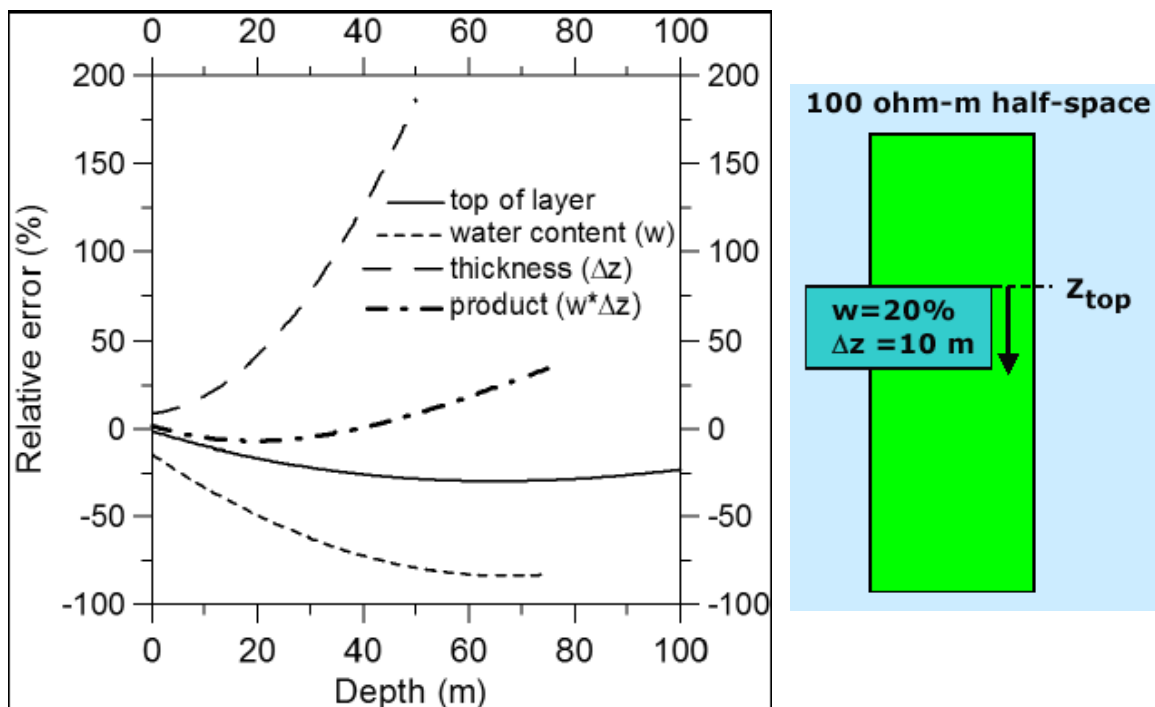 0 20 40 60 80 100
200 200
150 150
100 100
50 50
0 0
-50 -50
-100 -100
0 20 40 60 80 100
Relative error (%)
Depth (m)
top of layer
water content (w)
thickness (Δz)
product (w*Δz)
100 ohm-m half-space
w=20%
Δz =10 m
Ztop